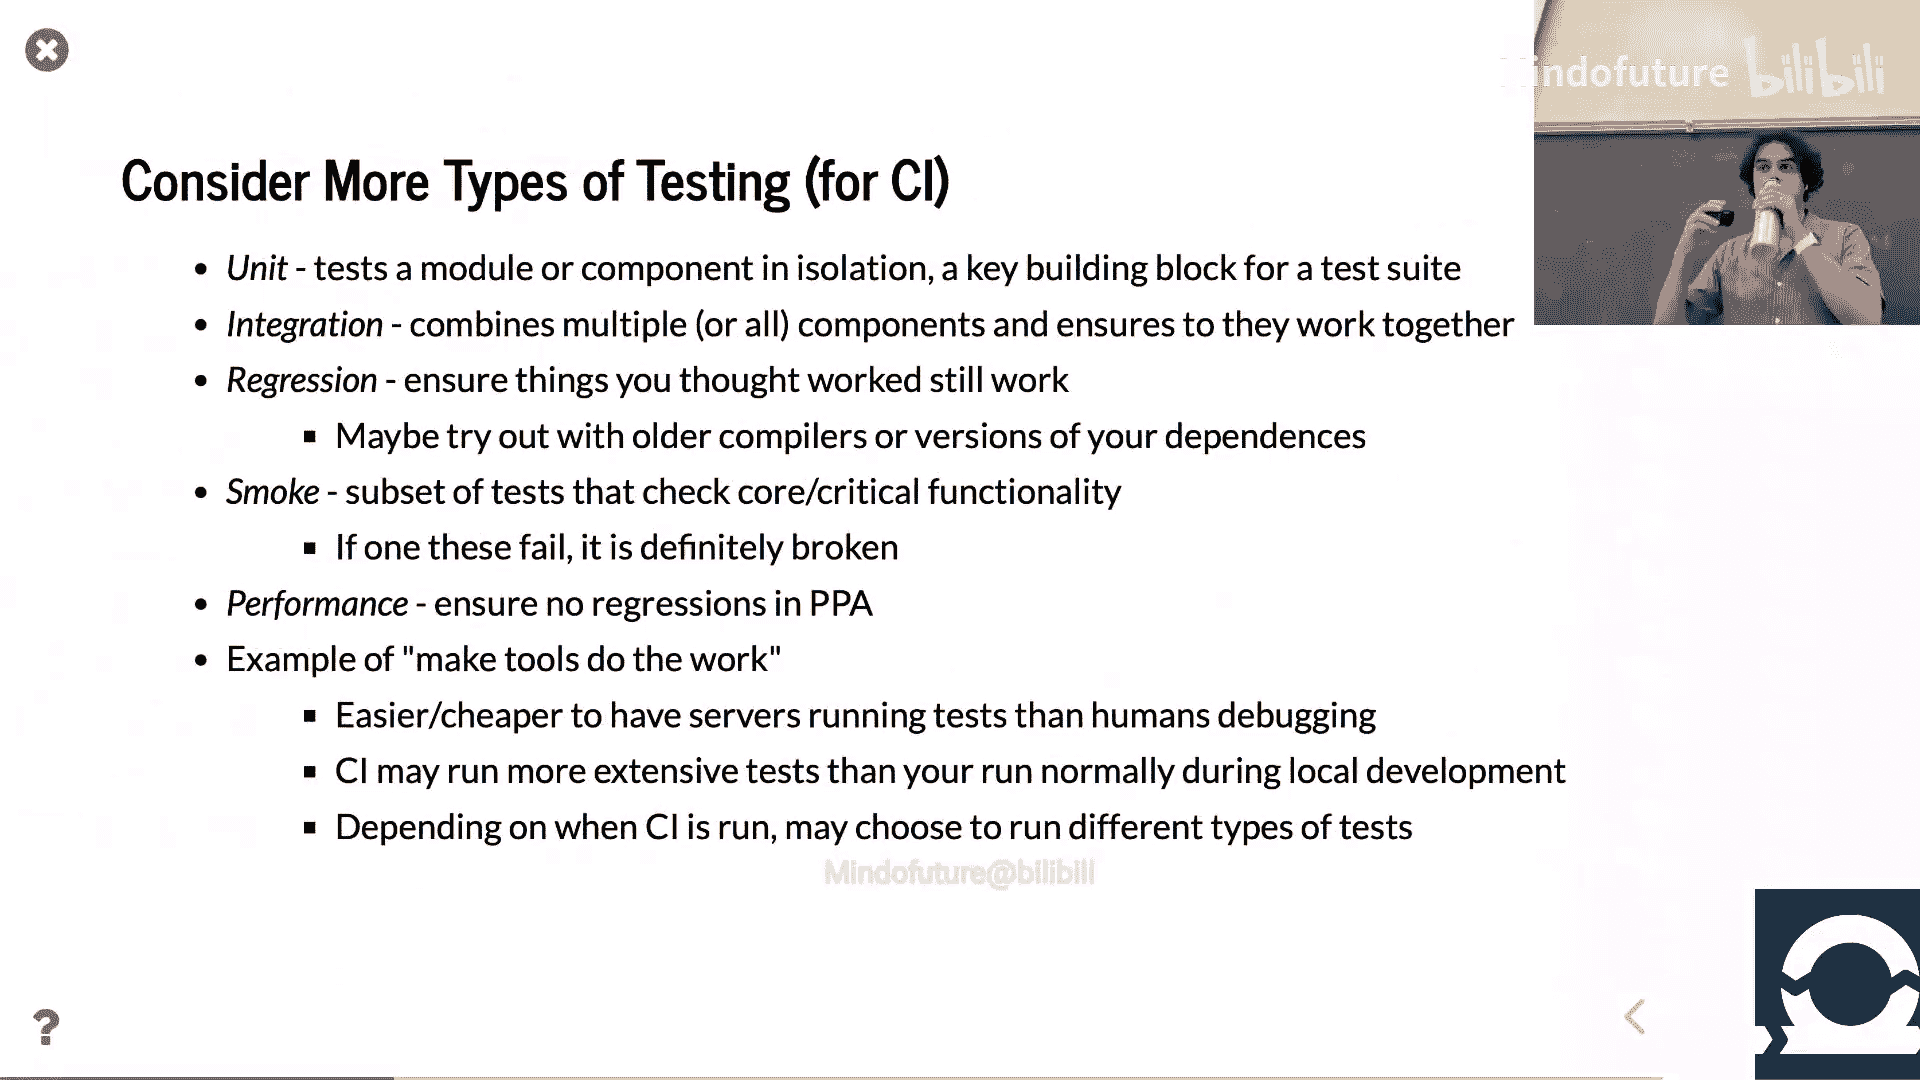 indofuture bilibili
Consider More Types of Testing (for CI)
Unit - tests a module or component in isolation, a key building block for a test suite
Integration - combines multiple (or all) components and ensures to they work together
Regression - ensure things you thought worked still work
Maybe try out with older compilers or versions of your dependences
Smoke - subset of tests that check core/critical functionality
If one these fail, it is definitely broken
Performance - ensure no regressions in PPA
Example of "make tools do the work"
Easier/cheaper to have servers running tests than humans debugging
CI may run more extensive tests than your run normally during local development
Depending on when CI is run, may choose to run different types of tests
Mindofuture@bilibili
?